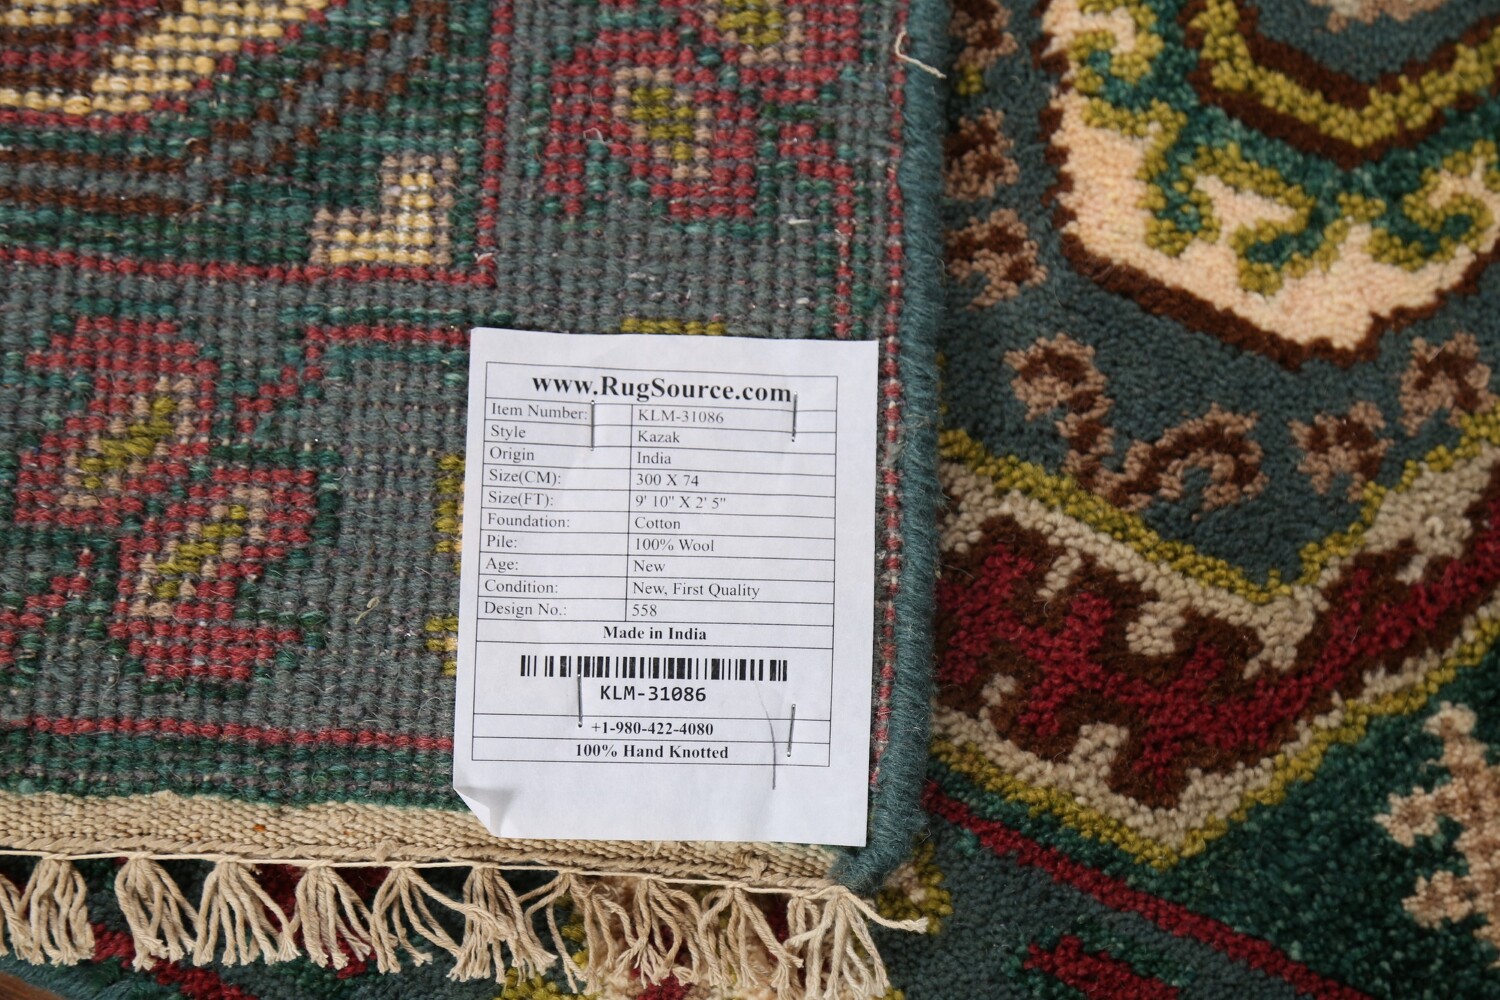 www.RugSource.com
Item Number: KLM-31086
Style Kazak
Origin India
Size(CM): 300 X 74
Size(FT): 9' 10" X 2' 5"
Foundation: Cotton
Pile: 100% Wool
Age: New
Condition: New, First Quality
Design No.: 558
Made in India
KLM-31086
+1-980-422-4080
100% Hand Knotted